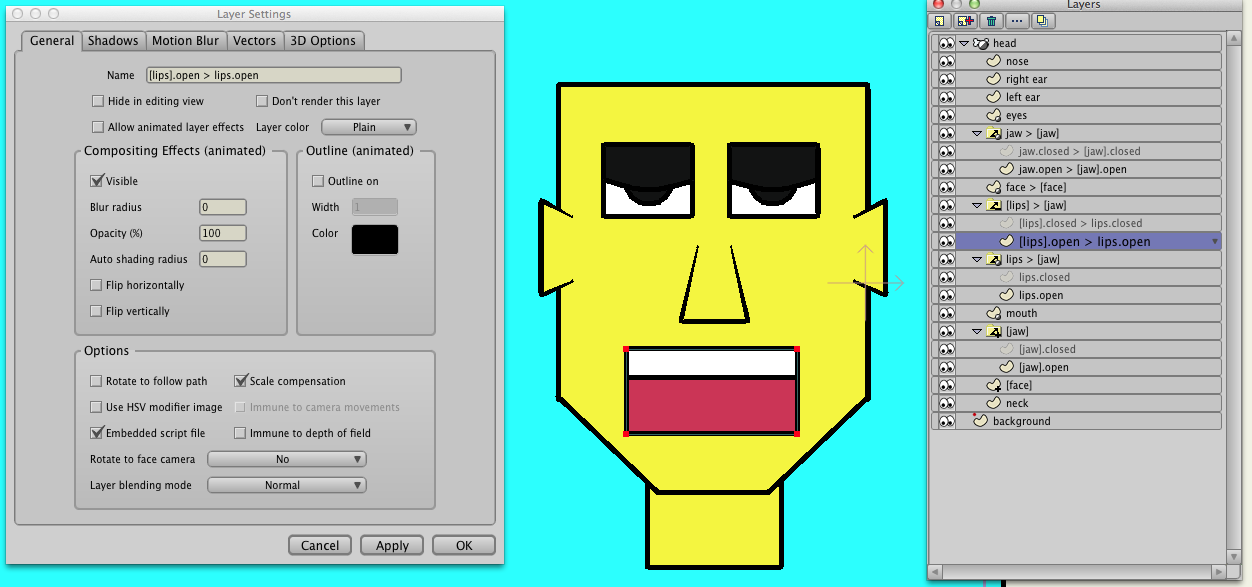 Layer Settings
General Shadows Motion Blur Vectors 3D Options
Name [lips].open > lips.open
Hide in editing view Don't render this layer
Allow animated layer effects Layer color Plain
Compositing Effects (animated) Outline (animated)
Visible Outline on
Blur radius 0 Width 1
Opacity (%) 100 Color
Auto shading radius 0
Flip horizontally
Flip vertically
Options
Rotate to follow path Scale compensation
Use HSV modifier image Immune to camera movements
Embedded script file Immune to depth of field
Rotate to face camera No
Layer blending mode Normal
Cancel Apply OK
Layers
head
nose
right ear
left ear
eyes
jaw > [jaw]
jaw.closed > [jaw].closed
jaw.open > [jaw].open
face > [face]
[lips] > [jaw]
[lips].closed > lips.closed
[lips].open > lips.open
lips > [jaw]
lips.closed
lips.open
mouth
[jaw]
[jaw].closed
[jaw].open
[face]
neck
background